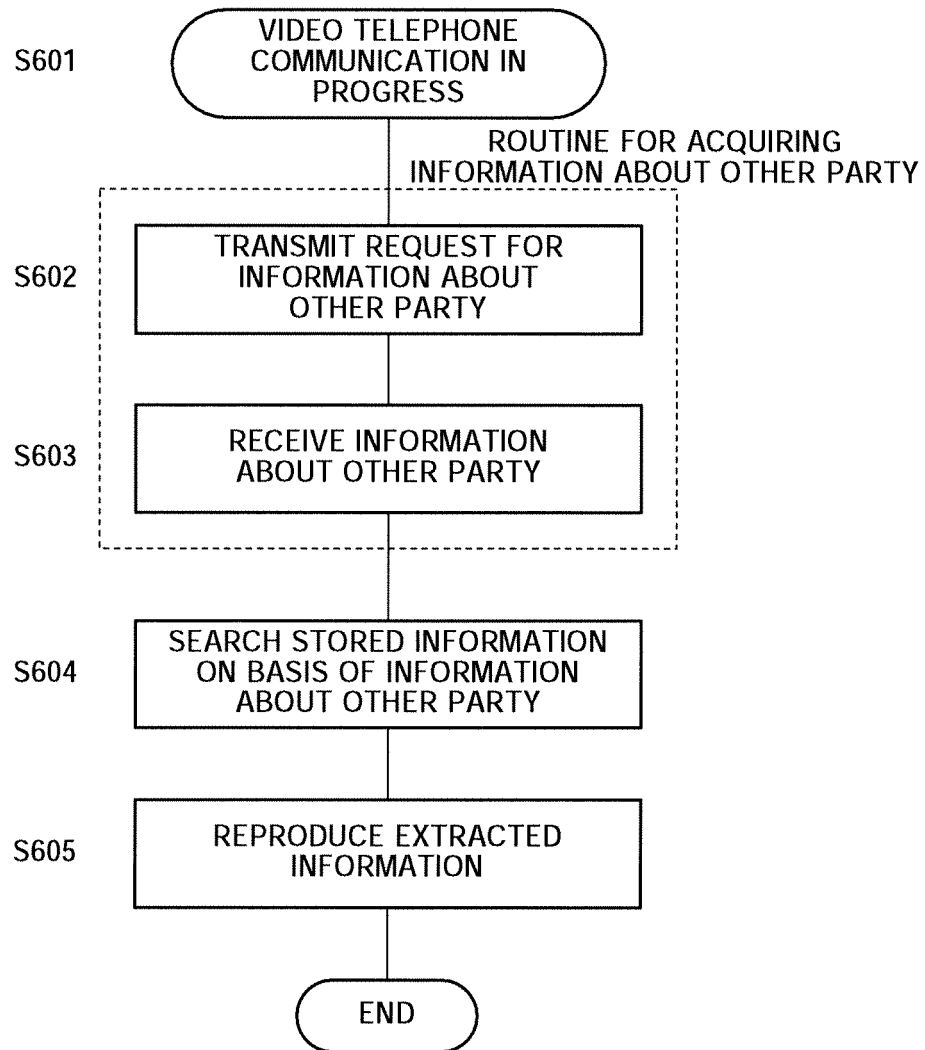 S601
VIDEO TELEPHONE
COMMUNICATION IN
PROGRESS
ROUTINE FOR ACQUIRING
INFORMATION ABOUT OTHER PARTY
S602
TRANSMIT REQUEST FOR
INFORMATION ABOUT
OTHER PARTY
S603
RECEIVE INFORMATION
ABOUT OTHER PARTY
S604
SEARCH STORED INFORMATION
ON BASIS OF INFORMATION
ABOUT OTHER PARTY
S605
REPRODUCE EXTRACTED
INFORMATION
END